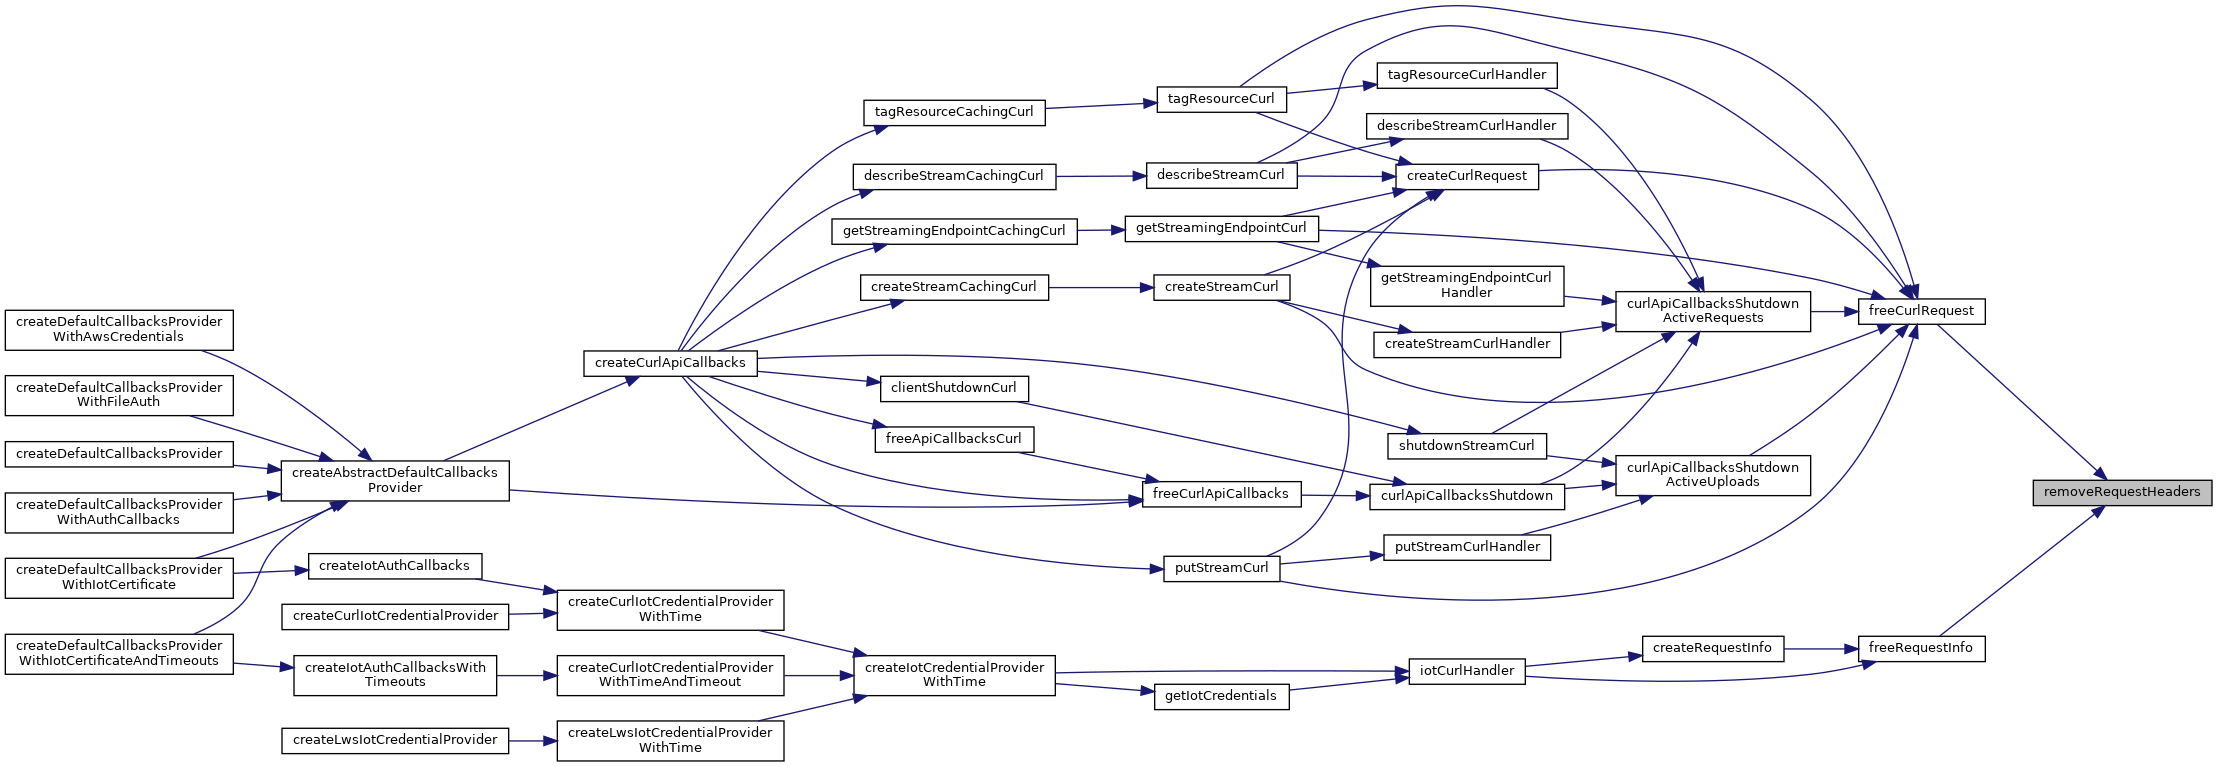 createDefaultCallbacksProvider
WithAwsCredentials
createDefaultCallbacksProvider
WithFileAuth
createDefaultCallbacksProvider
createDefaultCallbacksProvider
WithAuthCallbacks
createDefaultCallbacksProvider
WithIotCertificate
createDefaultCallbacksProvider
WithIotCertificateAndTimeouts
createAbstractDefaultCallbacks
Provider
createIotAuthCallbacks
createCurlIotCredentialProvider
createIotAuthCallbacksWith
Timeouts
createLwsIotCredentialProvider
createCurlApiCallbacks
createCurlIotCredentialProvider
WithTime
createCurlIotCredentialProvider
WithTimeAndTimeout
createLwsIotCredentialProvider
WithTime
tagResourceCachingCurl
describeStreamCachingCurl
getStreamingEndpointCachingCurl
createStreamCachingCurl
clientShutdownCurl
freeApiCallbacksCurl
createIotCredentialProvider
WithTime
tagResourceCurl
describeStreamCurl
getStreamingEndpointCurl
createStreamCurl
freeCurlApiCallbacks
putStreamCurl
getIotCredentials
tagResourceCurlHandler
describeStreamCurlHandler
createCurlRequest
getStreamingEndpointCurl
Handler
createStreamCurlHandler
shutdownStreamCurl
curlApiCallbacksShutdown
putStreamCurlHandler
iotCurlHandler
curlApiCallbacksShutdown
ActiveRequests
curlApiCallbacksShutdown
ActiveUploads
createRequestInfo
freeCurlRequest
freeRequestInfo
removeRequestHeaders